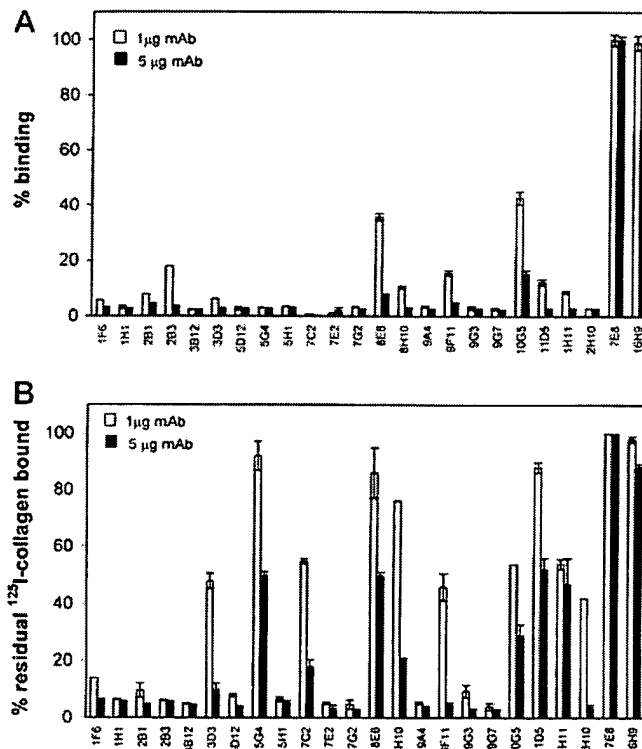 A
1µg mAb
5 µg mAb
% binding
100
80
60
40
20
0
1F6
1H1
2B1
2B3
3B12
3D3
5D12
5G4
5H1
7C2
7E2
7G2
8E8
8H10
9A4
9F11
9G3
9G7
10G5
11D5
1H11
2H10
7E8
16H9
B
1µg mAb
5 µg mAb
% residual ¹²⁵I-collagen bound
100
80
60
40
20
0
1F6
1H1
2B1
2B3
3B12
3D3
5D12
5G4
5H1
7C2
7E2
7G2
8E8
H10
9A4
9F11
9G3
9G7
0G5
1D5
H11
H10
7E8